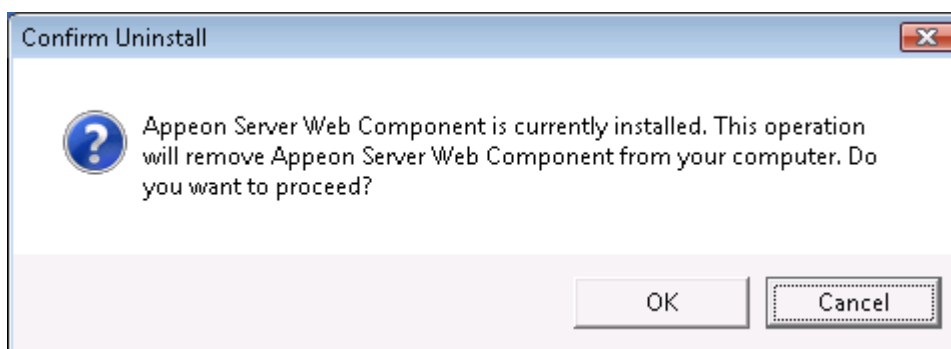 Confirm Uninstall
Appeon Server Web Component is currently installed. This operation
will remove Appeon Server Web Component from your computer. Do
you want to proceed?
OK
Cancel